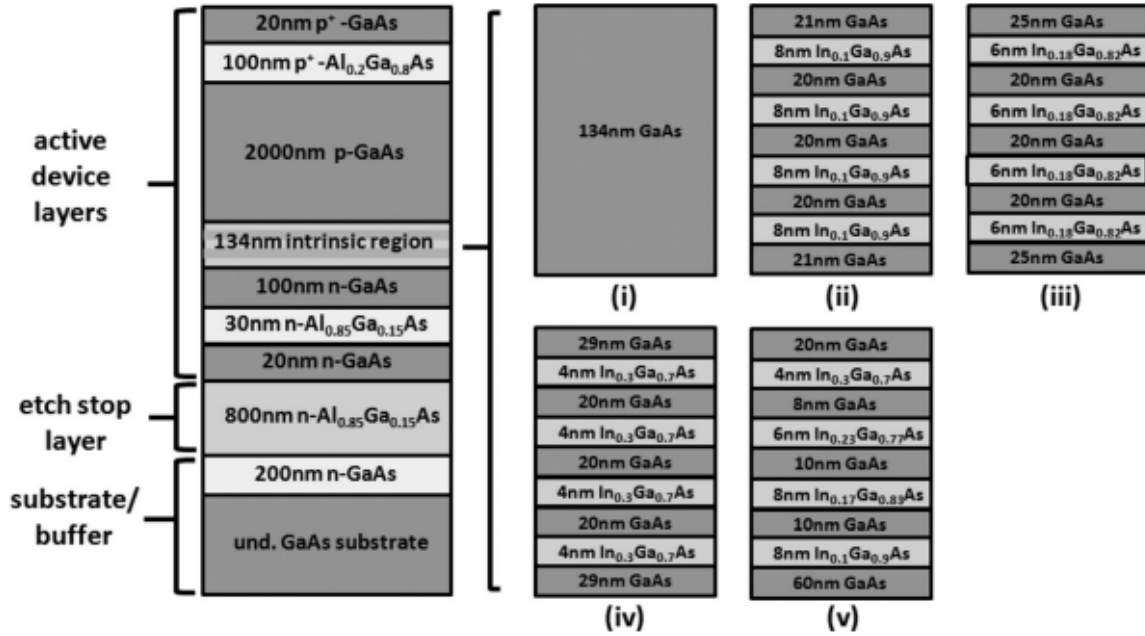 active
device
layers
etch stop
layer
substrate/
buffer
20nm p⁺ -GaAs
100nm p⁺ -Al₀.₂Ga₀.₈As
2000nm p-GaAs
134nm intrinsic region
100nm n-GaAs
30nm n-Al₀.₈₅Ga₀.₁₅As
20nm n-GaAs
800nm n-Al₀.₈₅Ga₀.₁₅As
200nm n-GaAs
und. GaAs substrate
134nm GaAs
(i)
21nm GaAs
8nm In₀.₁Ga₀.₉As
20nm GaAs
8nm In₀.₁Ga₀.₉As
20nm GaAs
8nm In₀.₁Ga₀.₉As
20nm GaAs
8nm In₀.₁Ga₀.₉As
21nm GaAs
(ii)
25nm GaAs
6nm In₀.₁₈Ga₀.₈₂As
20nm GaAs
6nm In₀.₁₈Ga₀.₈₂As
20nm GaAs
6nm In₀.₁₈Ga₀.₈₂As
20nm GaAs
6nm In₀.₁₈Ga₀.₈₂As
25nm GaAs
(iii)
29nm GaAs
4nm In₀.₃Ga₀.₇As
20nm GaAs
4nm In₀.₃Ga₀.₇As
20nm GaAs
4nm In₀.₃Ga₀.₇As
20nm GaAs
4nm In₀.₃Ga₀.₇As
29nm GaAs
(iv)
20nm GaAs
4nm In₀.₃Ga₀.₇As
8nm GaAs
6nm In₀.₂₃Ga₀.₇₇As
10nm GaAs
8nm In₀.₁₇Ga₀.₈₃As
10nm GaAs
8nm In₀.₁Ga₀.₉As
60nm GaAs
(v)